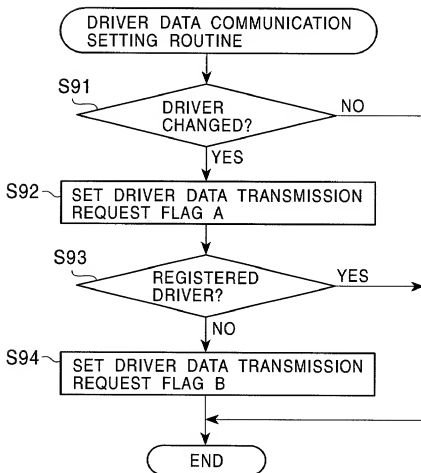 DRIVER DATA COMMUNICATION
SETTING ROUTINE
S91
DRIVER
CHANGED?
NO
YES
S92
SET DRIVER DATA TRANSMISSION
REQUEST FLAG A
S93
REGISTERED
DRIVER?
YES
NO
S94
SET DRIVER DATA TRANSMISSION
REQUEST FLAG B
END